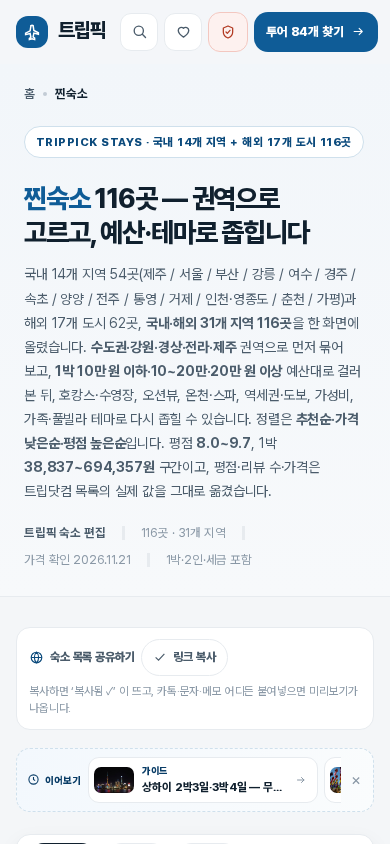 트립픽
투어 84개 찾기 →
홈 • 찐숙소
TRIPPICK STAYS · 국내 14개 지역 + 해외 17개 도시 116곳
찐숙소 116곳 — 권역으로
고르고, 예산·테마로 좁힙니다
국내 14개 지역 54곳(제주 / 서울 / 부산 / 강릉 / 여수 / 경주 /
속초 / 양양 / 전주 / 통영 / 거제 / 인천·영종도 / 춘천 / 가평)과
해외 17개 도시 62곳, 국내·해외 31개 지역 116곳을 한 화면에
올렸습니다. 수도권·강원·경상·전라·제주 권역으로 먼저 묶어
보고, 1박 10만 원 이하·10~20만·20만 원 이상 예산대로 걸러
본 뒤, 호캉스·수영장, 오션뷰, 온천·스파, 역세권·도보, 가성비,
가족·풀빌라 테마로 다시 좁힐 수 있습니다. 정렬은 추천순·가격
낮은순·평점 높은순입니다. 평점 8.0~9.7, 1박
38,837~694,357원 구간이고, 평점·리뷰 수·가격은
트립닷컴 목록의 실제 값을 그대로 옮겼습니다.
트립픽 숙소 편집 116곳 · 31개 지역
가격 확인 2026.11.21 1박·2인·세금 포함
숙소 목록 공유하기 ✓ 링크 복사
복사하면 ‘복사됨 ✓’ 이 뜨고, 카톡·문자·메모 어디든 붙여넣으면 미리보기가
나옵니다.
이어보기
가이드
상하이 2박3일·3박4일 — 무... →
×